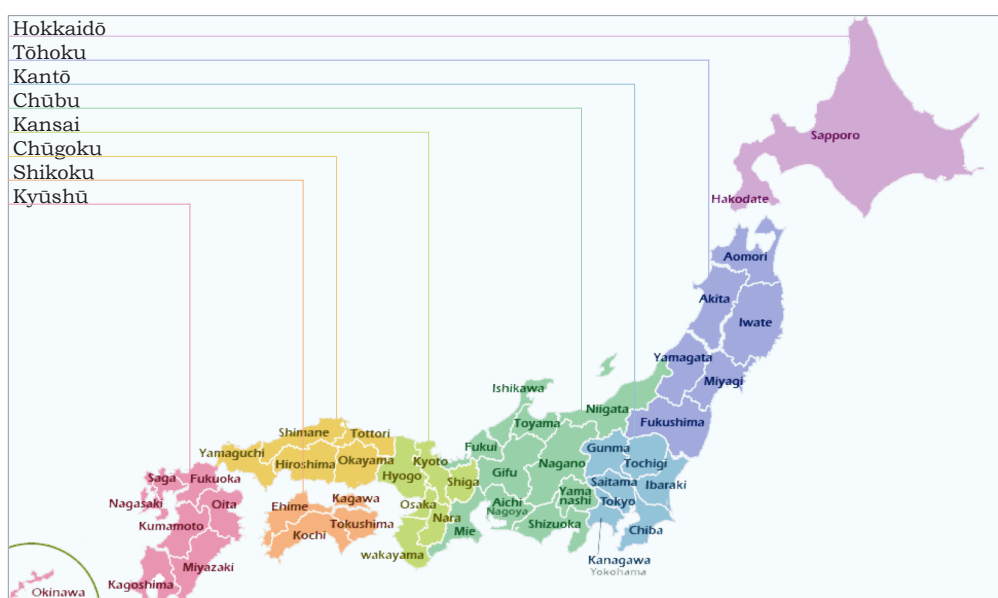 Hokkaidō
Tōhoku
Kantō
Chūbu
Kansai
Chūgoku
Shikoku
Kyūshū
Sapporo
Hakodate
Aomori
Akita
Iwate
Yamagata
Miyagi
Fukushima
Ishikawa
Niigata
Toyama
Fukui
Gifu
Nagano
Gunma
Tochigi
Saitama
Ibaraki
Yama
nashi
Tokyo
Aichi
Nagoya
Shizuoka
Chiba
Kanagawa
Yokohama
Shimane
Tottori
Yamaguchi
Hiroshima
Okayama
Hyogo
Kyoto
Shiga
Osaka
Nara
Mie
wakayama
Ehime
Kagawa
Kochi
Tokushima
Saga
Fukuoka
Nagasaki
Oita
Kumamoto
Miyazaki
Kagoshima
Okinawa